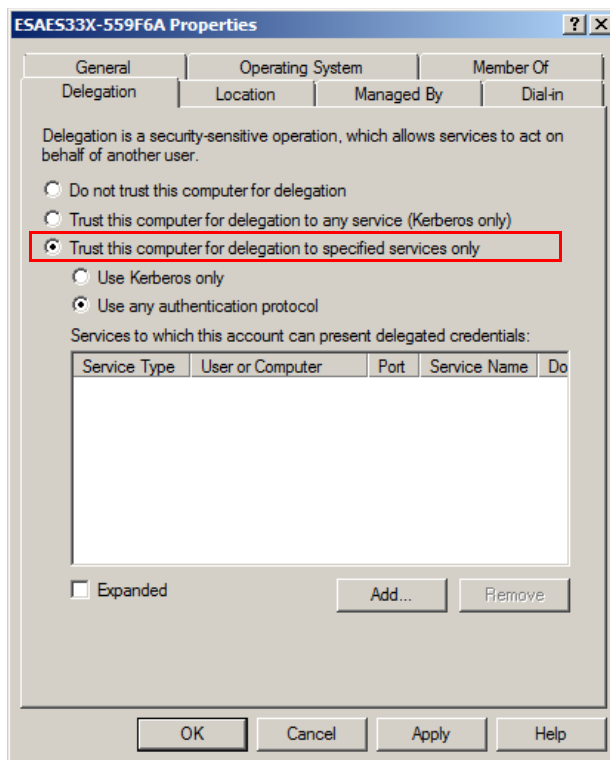 ESAES33X-559F6A Properties
General Operating System Member Of
Delegation Location Managed By Dial-in
Delegation is a security-sensitive operation, which allows services to act on
behalf of another user.
Do not trust this computer for delegation
Trust this computer for delegation to any service (Kerberos only)
Trust this computer for delegation to specified services only
Use Kerberos only
Use any authentication protocol
Services to which this account can present delegated credentials:
Service Type User or Computer Port Service Name Do
Expanded Add... Remove
OK Cancel Apply Help